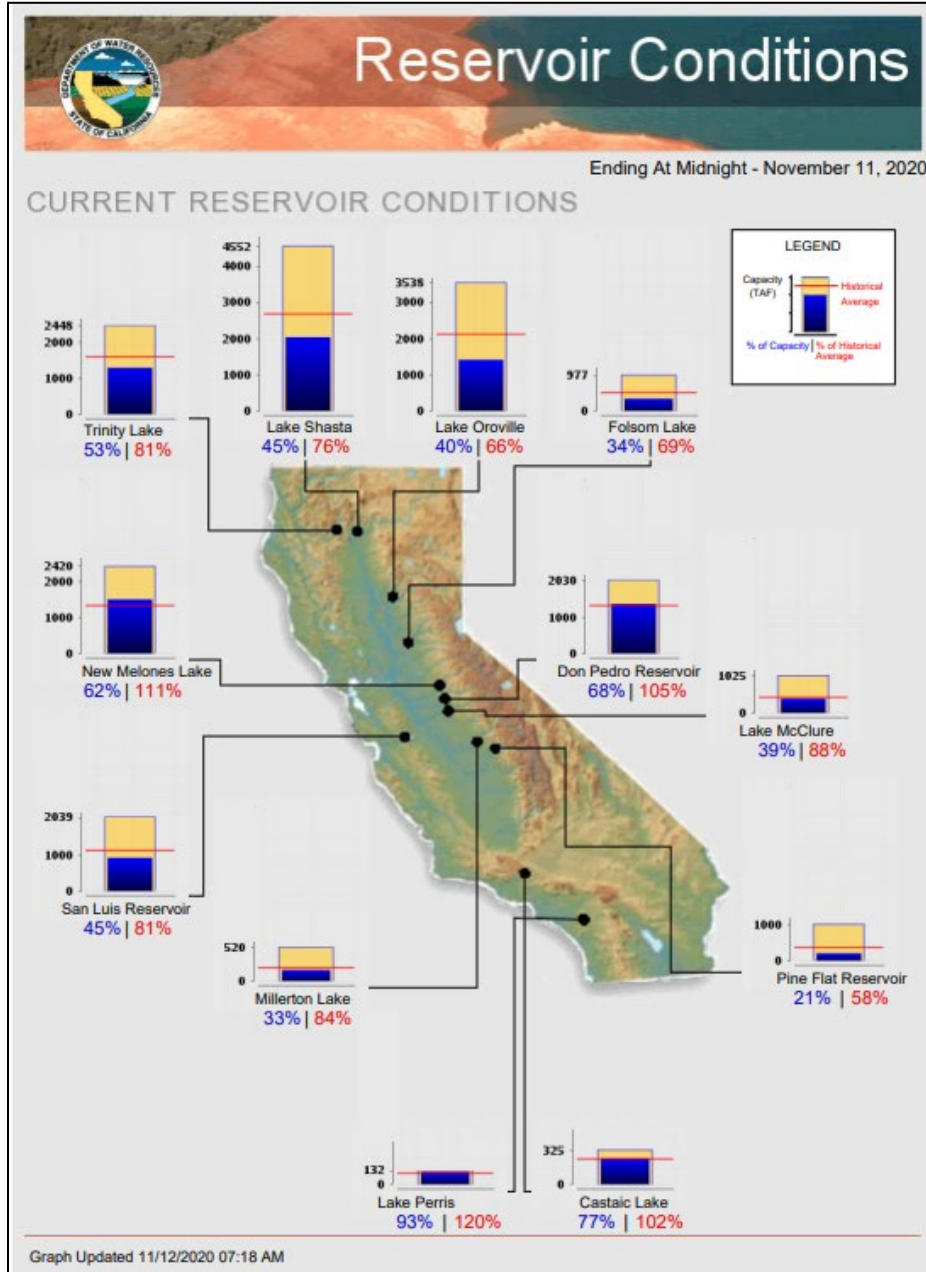 DEPARTMENT OF WATER RESOURCES
STATE OF CALIFORNIA
Reservoir Conditions
Ending At Midnight - November 11, 2020
CURRENT RESERVOIR CONDITIONS
LEGEND
Capacity
(TAF)
Historical
Average
% of Capacity | % of Historical
Average
2448
2000
1000
0
Trinity Lake
53% | 81%
4552
4000
3000
2000
1000
0
Lake Shasta
45% | 76%
3538
3000
2000
1000
0
Lake Oroville
40% | 66%
977
0
Folsom Lake
34% | 69%
2420
2000
1000
0
New Melones Lake
62% | 111%
2030
1000
0
Don Pedro Reservoir
68% | 105%
1025
0
Lake McClure
39% | 88%
2039
1000
0
San Luis Reservoir
45% | 81%
520
0
Millerton Lake
33% | 84%
1000
0
Pine Flat Reservoir
21% | 58%
132
0
Lake Perris
93% | 120%
325
0
Castaic Lake
77% | 102%
Graph Updated 11/12/2020 07:18 AM